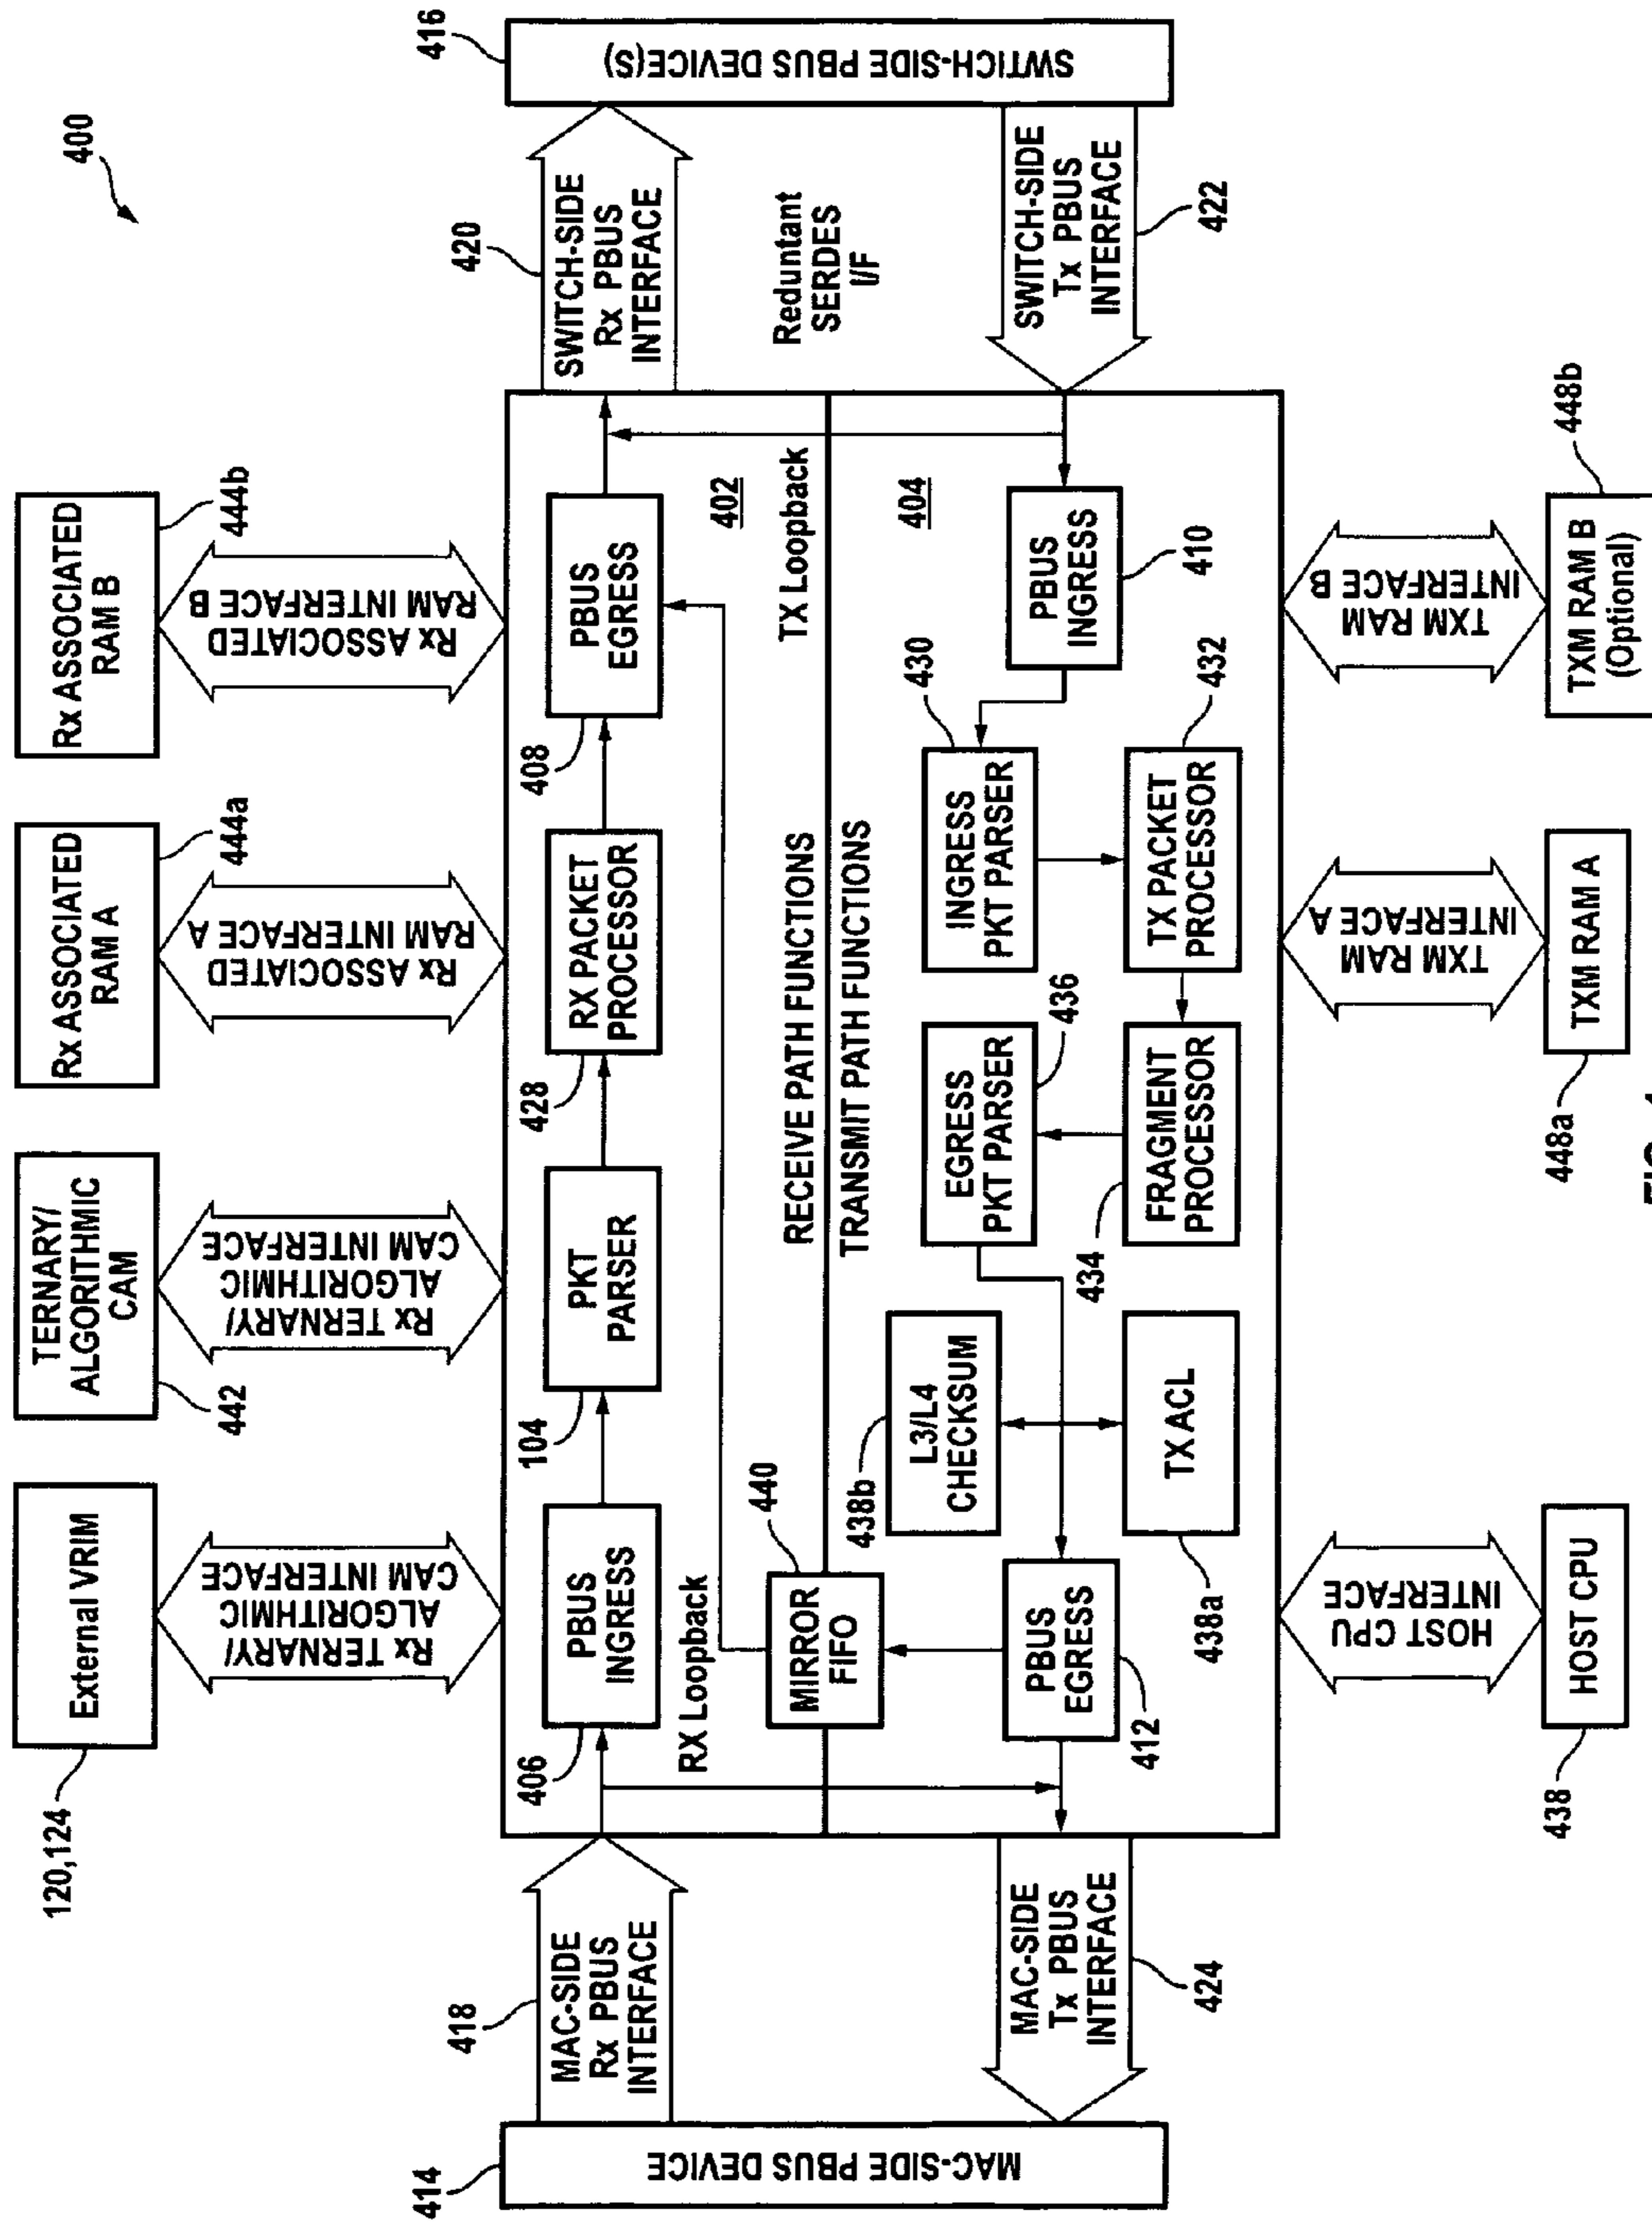 400
120,124
External VRIM
TERNARY/
ALGORITHMIC
CAM
442
Rx ASSOCIATED
RAM A
444a
Rx ASSOCIATED
RAM B
444b
Rx TERNARY/
ALGORITHMIC
CAM INTERFACE
Rx TERNARY/
ALGORITHMIC
CAM INTERFACE
Rx ASSOCIATED
RAM INTERFACE A
Rx ASSOCIATED
RAM INTERFACE B
414
MAC-SIDE PBUS DEVICE
418
MAC-SIDE
Rx PBUS
INTERFACE
406
PBUS
INGRESS
104
PKT
PARSER
428
RX PACKET
PROCESSOR
408
PBUS
EGRESS
420
SWITCH-SIDE
Rx PBUS
INTERFACE
416
SWTICH-SIDE PBUS DEVICE(S)
RX Loopback
440
MIRROR
FIFO
402
TX Loopback
RECEIVE PATH FUNCTIONS
TRANSMIT PATH FUNCTIONS
404
Reduntant
SERDES
I/F
MAC-SIDE
Tx PBUS
INTERFACE
424
PBUS
EGRESS
412
438b
L3/L4
CHECKSUM
TX ACL
438a
EGRESS
PKT PARSER
436
434
FRAGMENT
PROCESSOR
430
INGRESS
PKT PARSER
432
TX PACKET
PROCESSOR
PBUS
INGRESS
410
SWITCH-SIDE
Tx PBUS
INTERFACE
422
HOST CPU
INTERFACE
TXM RAM
INTERFACE A
TXM RAM
INTERFACE B
438
HOST CPU
448a
TXM RAM A
448b
TXM RAM B
(Optional)